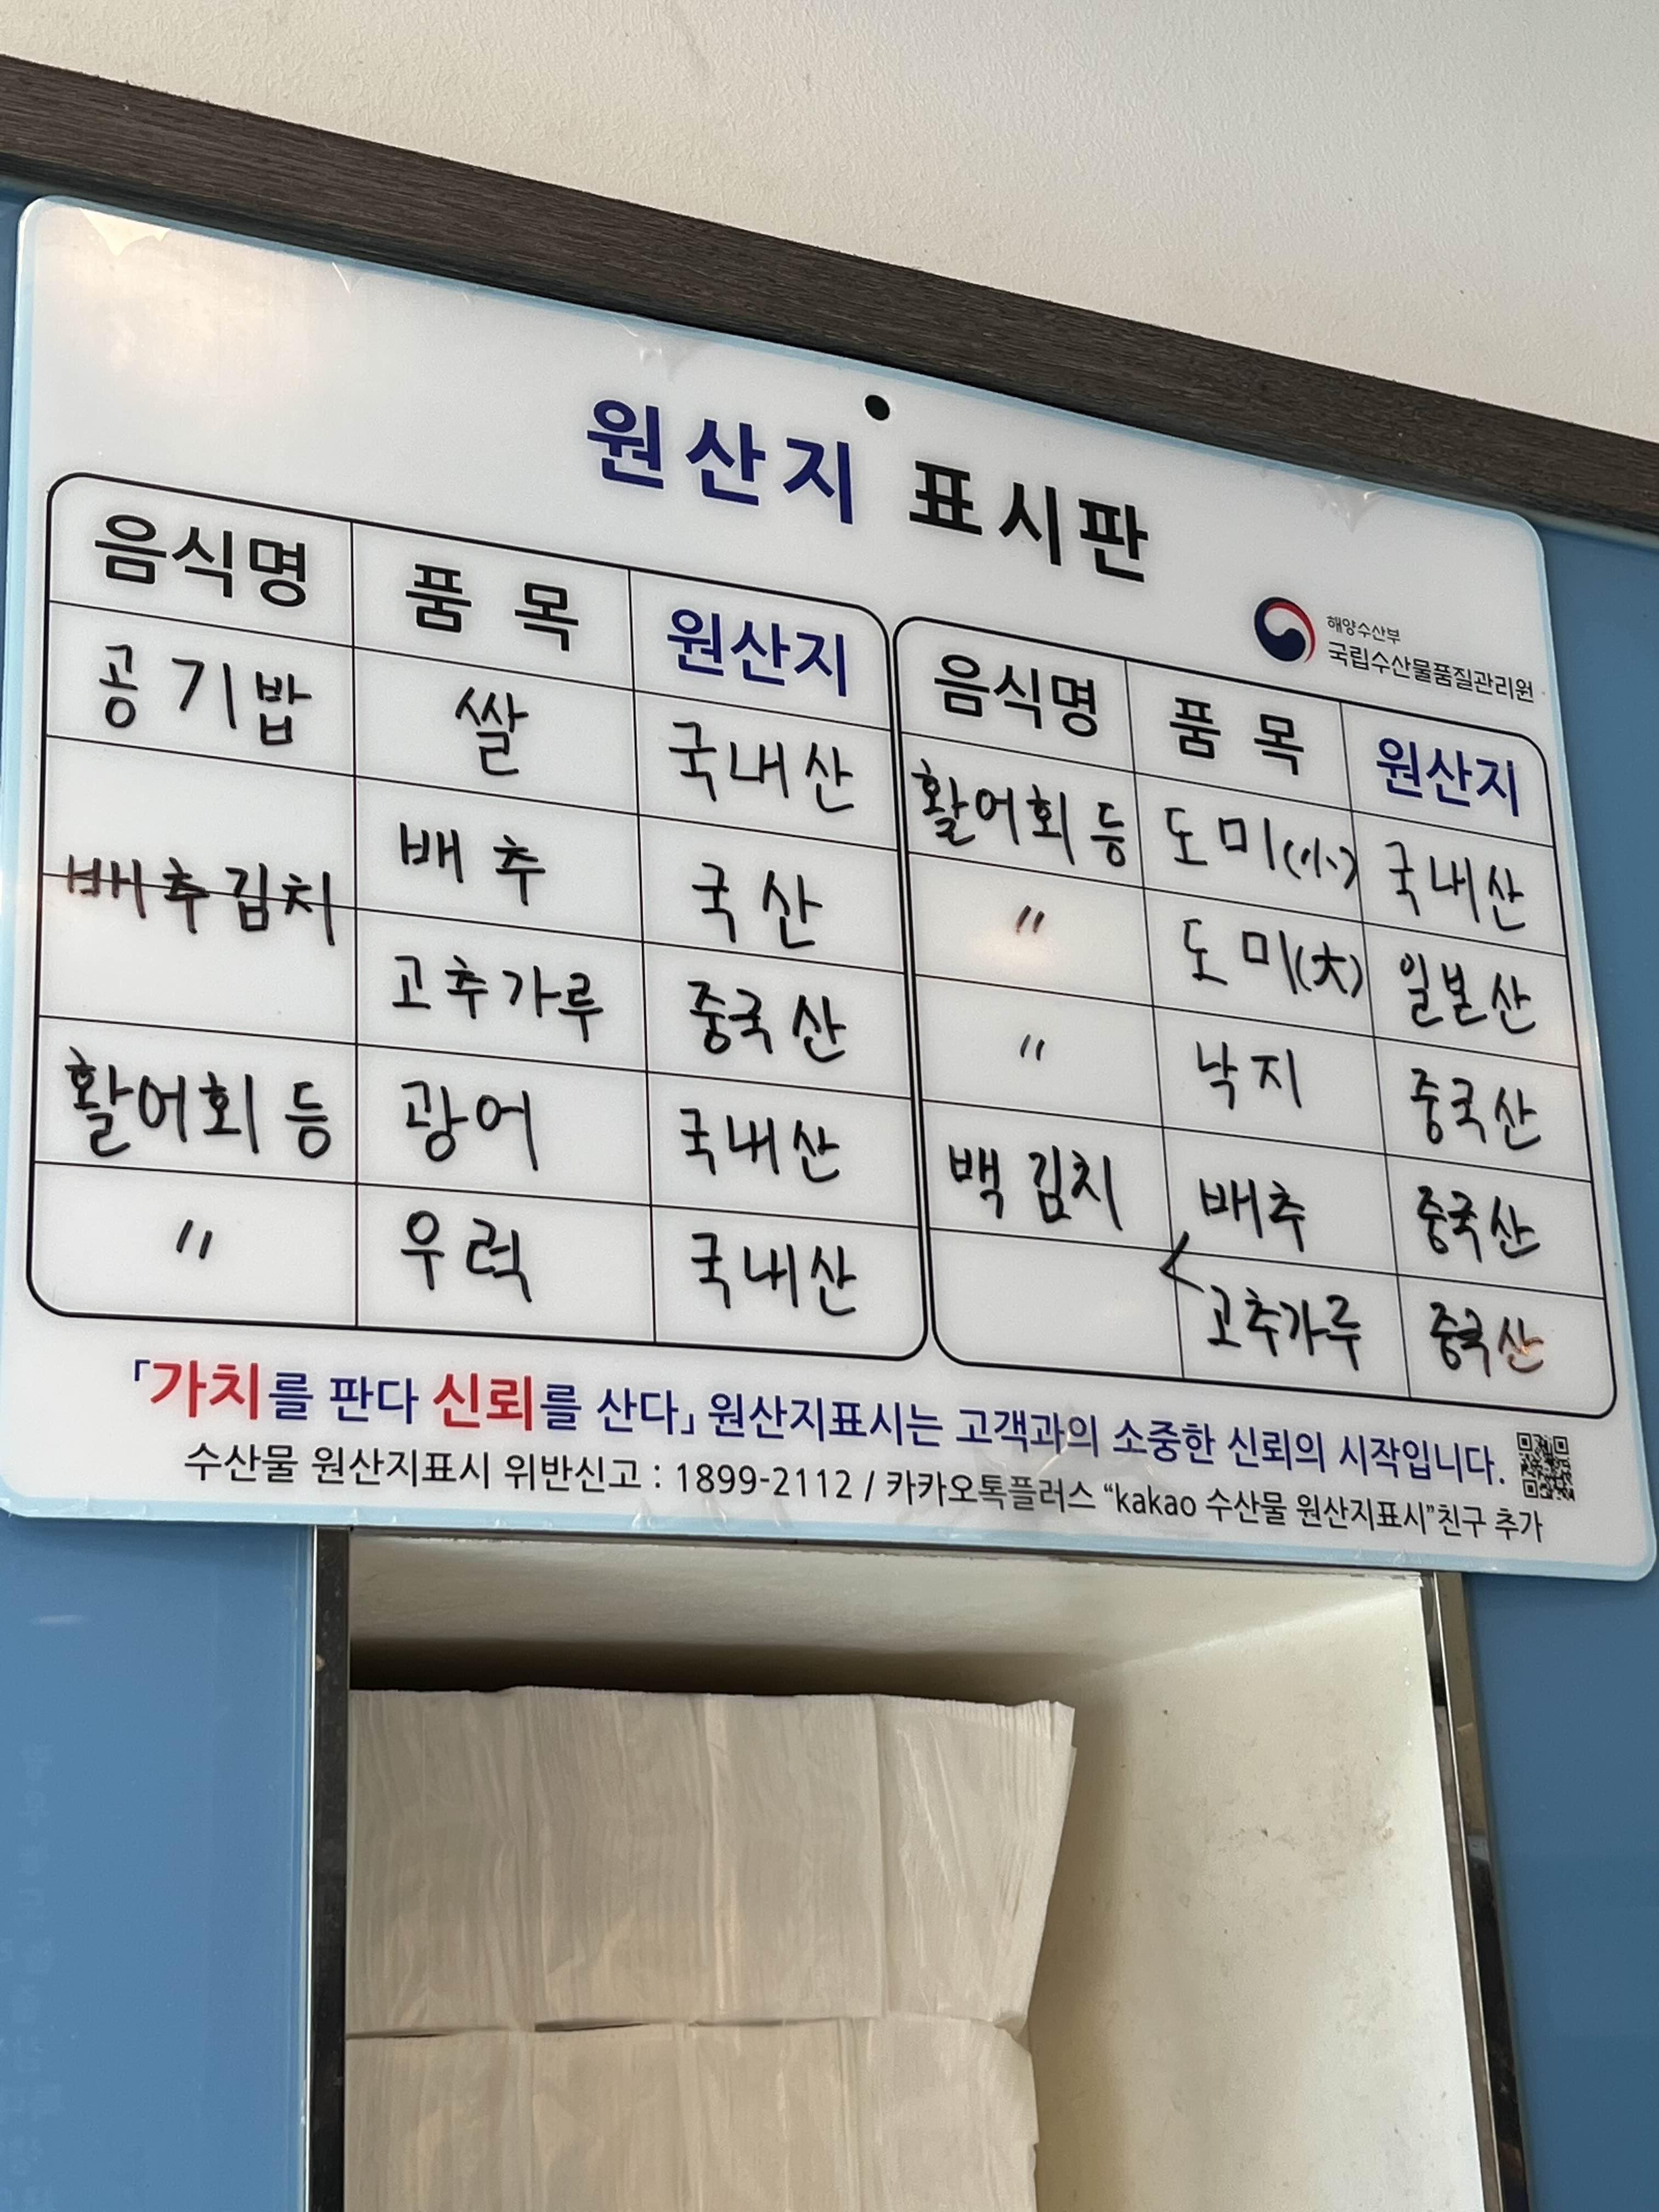 원산지 표시판
해양수산부
국립수산물품질관리원
음식명 품 목 원산지
공기밥 쌀 국내산
배추김치 배추 국산
고추가루 중국산
활어회 등 광어 국내산
〃 우럭 국내산
음식명 품 목 원산지
활어회 등 도미(小) 국내산
〃 도미(大) 일본산
〃 낙지 중국산
백김치 배추 중국산
고추가루 중국산
「가치를 판다 신뢰를 산다」 원산지표시는 고객과의 소중한 신뢰의 시작입니다.
수산물 원산지표시 위반신고 : 1899-2112 / 카카오톡플러스 “kakao 수산물 원산지표시”친구 추가